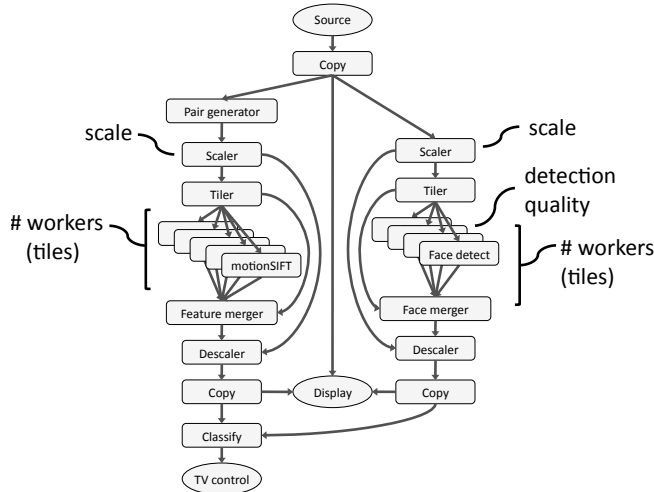 Source
Copy
Pair generator
scale
Scaler
Tiler
# workers
(tiles)
motionSIFT
Feature merger
Descaler
Copy
Display
Classify
TV control
scale
Scaler
Tiler
detection
quality
Face detect
# workers
(tiles)
Face merger
Descaler
Copy